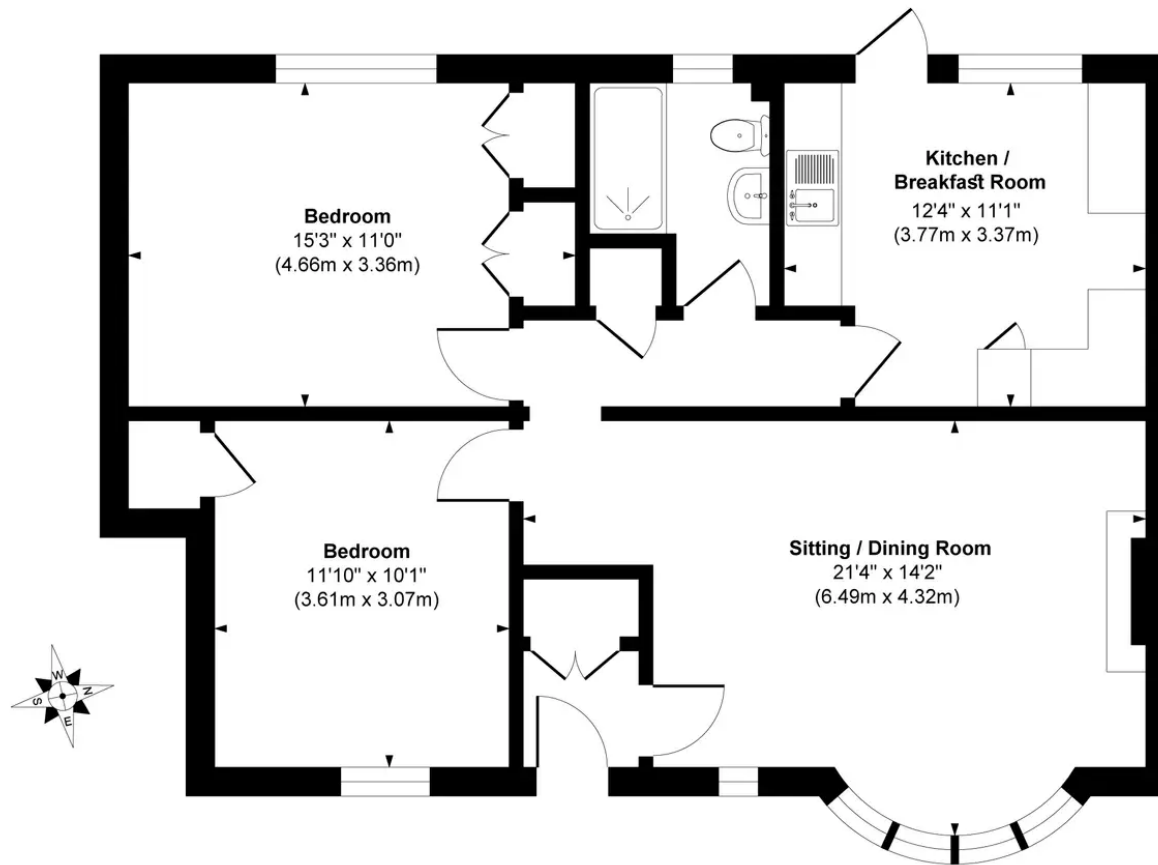 Bedroom
15'3" x 11'0"
(4.66m x 3.36m)
Kitchen /
Breakfast Room
12'4" x 11'1"
(3.77m x 3.37m)
Bedroom
11'10" x 10'1"
(3.61m x 3.07m)
Sitting / Dining Room
21'4" x 14'2"
(6.49m x 4.32m)
W
N
S
E